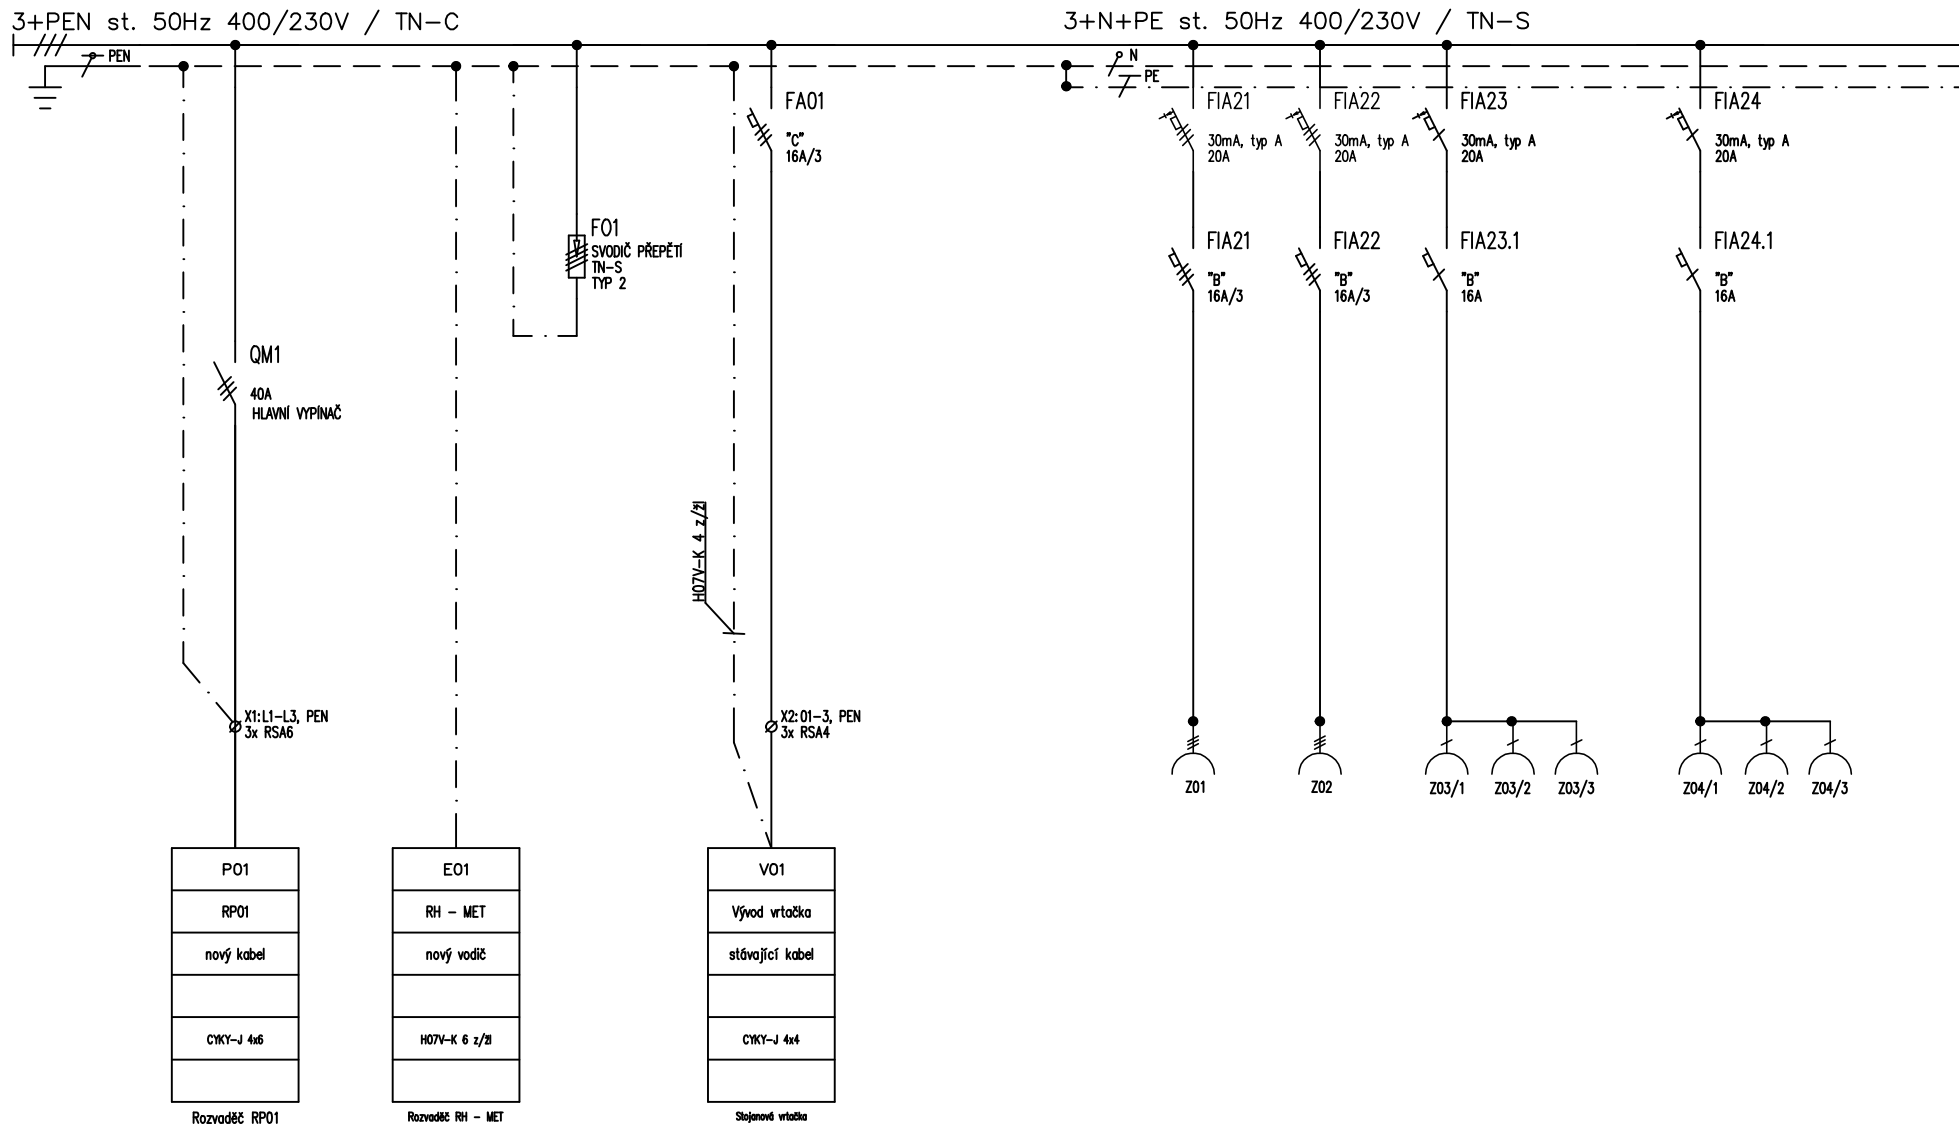 3+PEN st. 50Hz 400/230V / TN-C
3+N+PE st. 50Hz 400/230V / TN-S
PEN
N
PE
FA01
"C"
16A/3
FIA21
30mA, typ A
20A
FIA22
30mA, typ A
20A
FIA23
30mA, typ A
20A
FIA24
30mA, typ A
20A
F01
SVODIČ PŘEPĚTÍ
TN-S
TYP 2
FIA21
"B"
16A/3
FIA22
"B"
16A/3
FIA23.1
"B"
16A
FIA24.1
"B"
16A
QM1
40A
HLAVNÍ VYPÍNAČ
H07V-K 4 z/žl
X1:L1-L3, PEN
3x RSA6
X2:01-3, PEN
3x RSA4
Z01
Z02
Z03/1
Z03/2
Z03/3
Z04/1
Z04/2
Z04/3
P01
RP01
nový kabel
CYKY-J 4x6
Rozvaděč RP01
E01
RH - MET
nový vodič
H07V-K 6 z/žl
Rozvaděč RH - MET
V01
Vývod vrtačka
stávající kabel
CYKY-J 4x4
Stojanová vrtačka